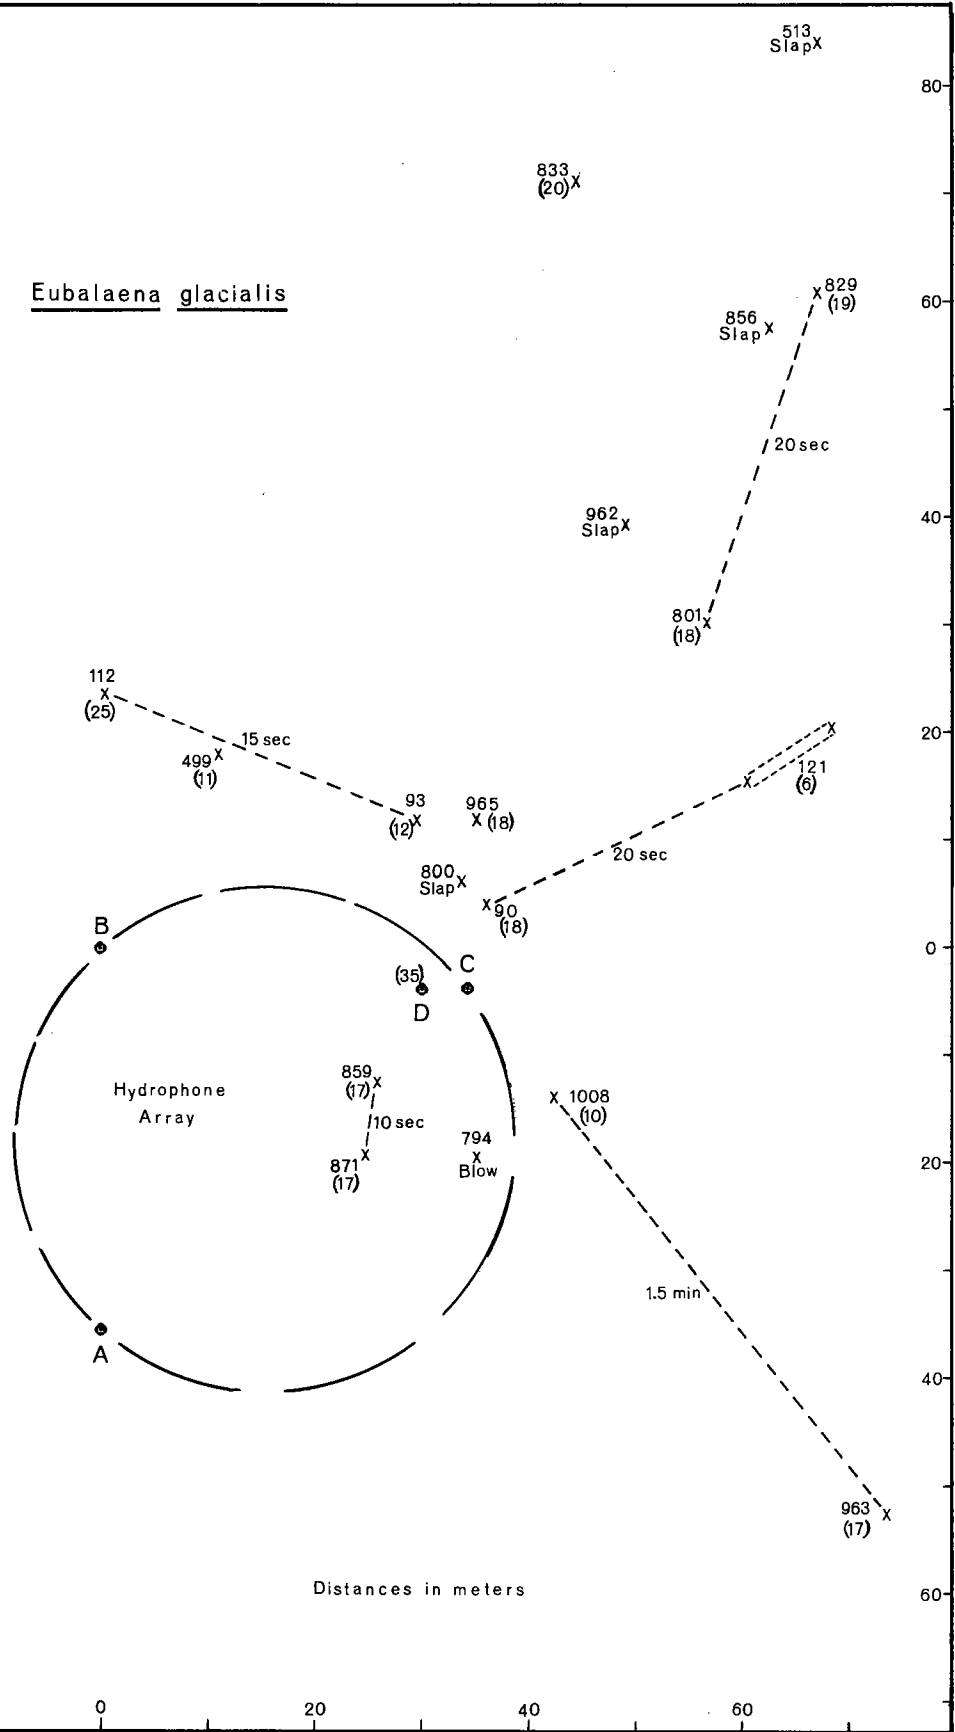 513
Slap x
80
833
(20) x
Eubalaena glacialis
60
x 829
(19)
856
Slap x
20 sec
40
962
Slap x
801
(18) x
112
x
(25)
15 sec
499 x
(11)
20
x
x
121
(6)
93
(12) x
965
x (18)
20 sec
800
Slap x
x 90
(18)
B
0
C
(35)
D
859
(17) x
10 sec
871 x
(17)
Hydrophone
Array
x 1008
(10)
794
x
Blow
20
1.5 min
A
40
963 x
(17)
Distances in meters
60
0 20 40 60